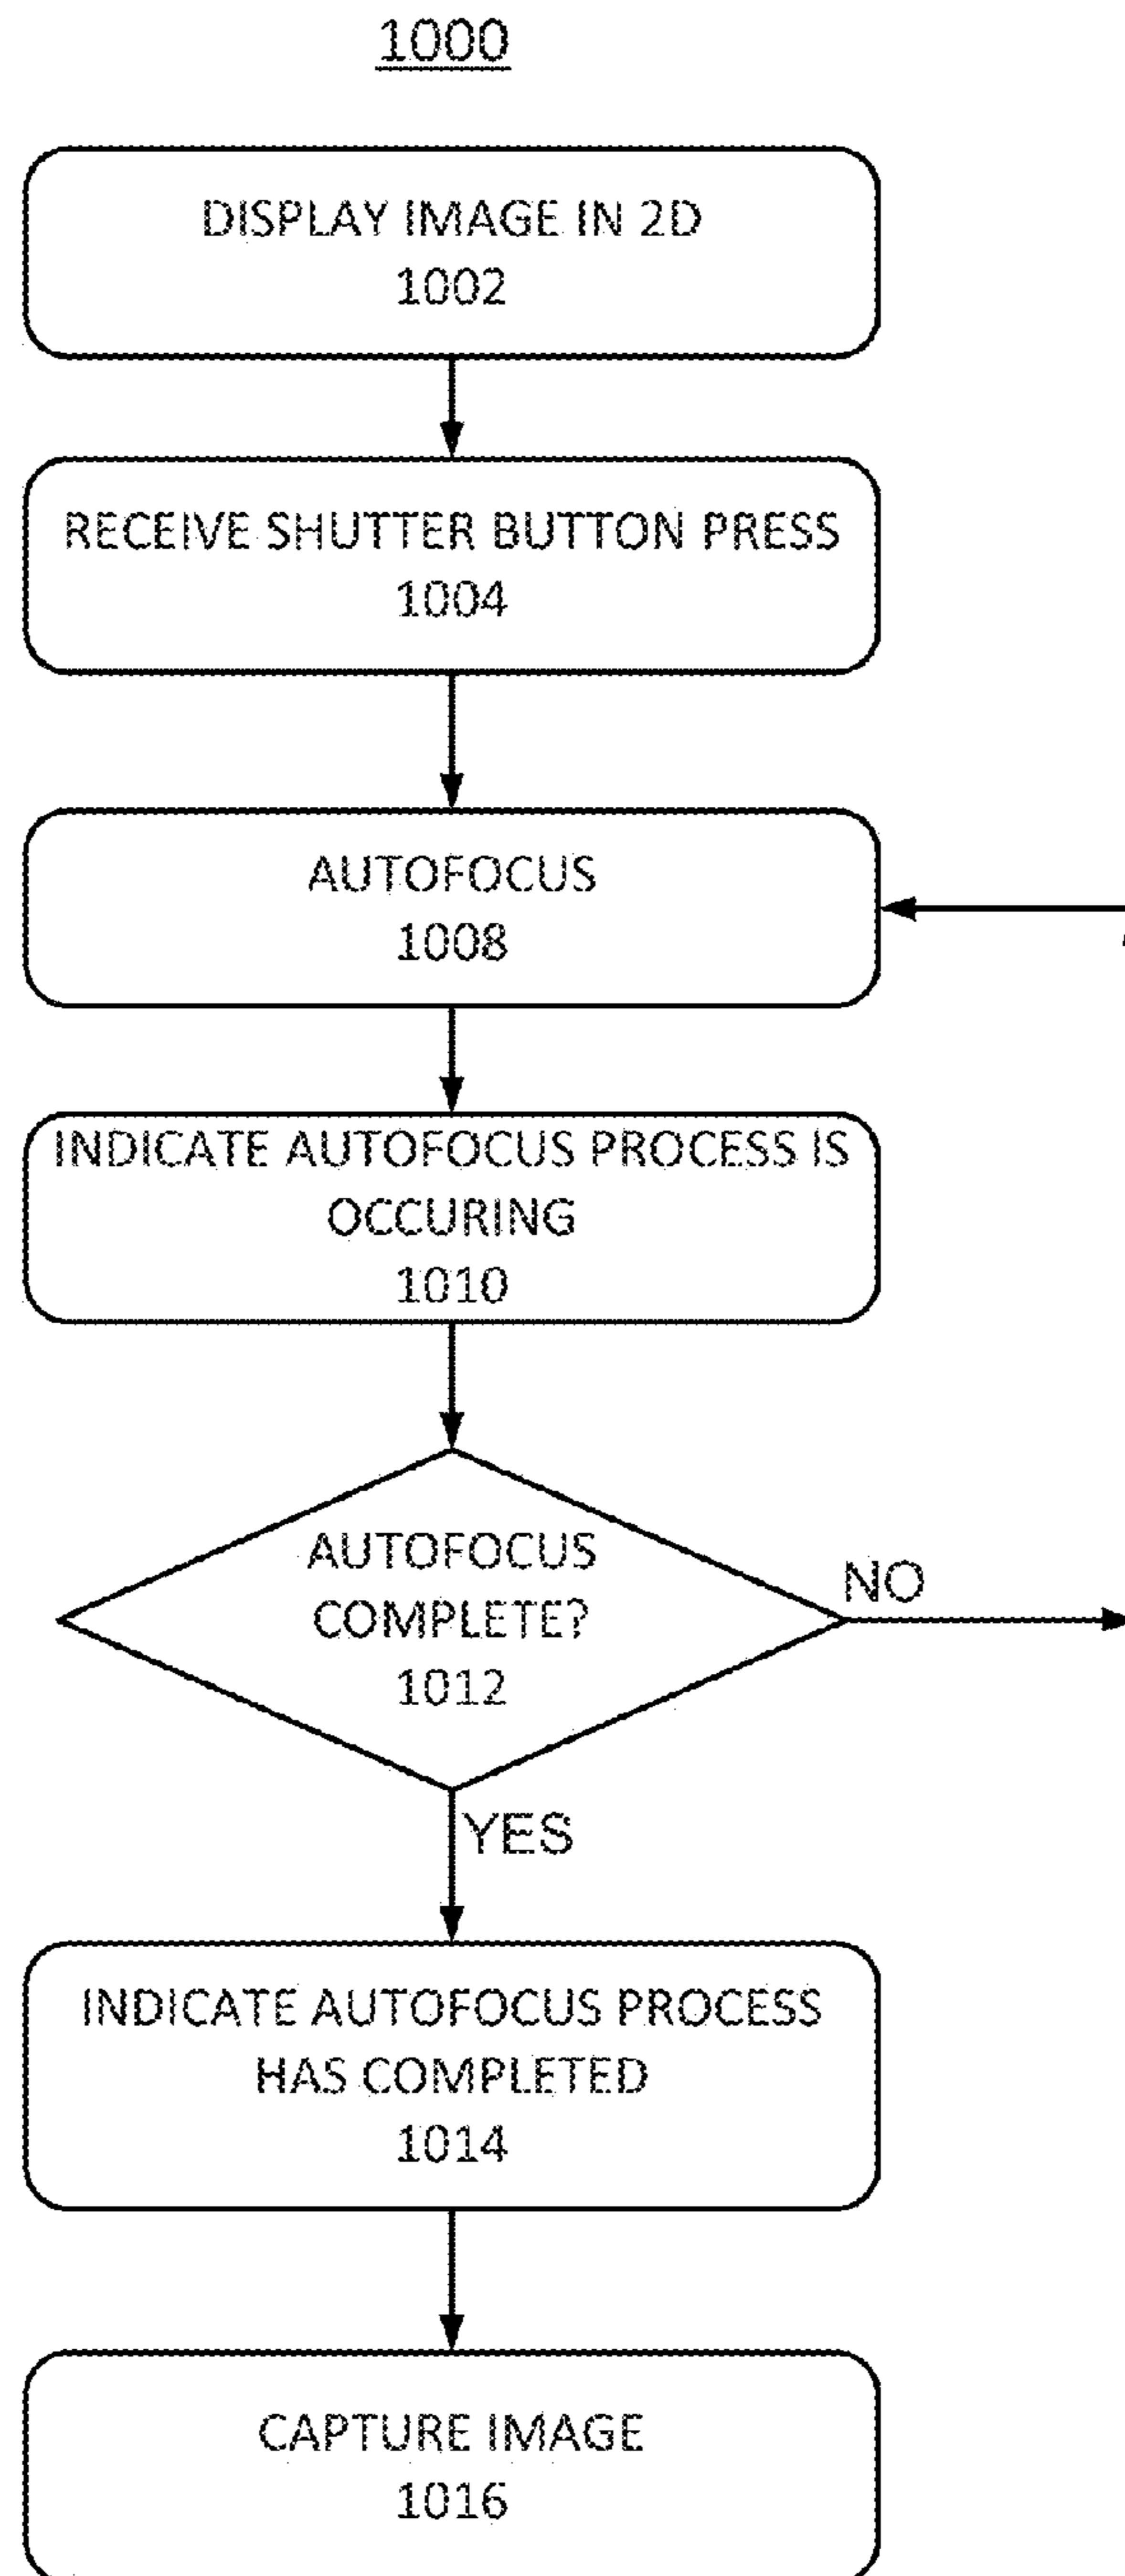 1000
DISPLAY IMAGE IN 2D
1002
RECEIVE SHUTTER BUTTON PRESS
1004
AUTOFOCUS
1008
INDICATE AUTOFOCUS PROCESS IS
OCCURING
1010
AUTOFOCUS
COMPLETE?
1012
NO
YES
INDICATE AUTOFOCUS PROCESS
HAS COMPLETED
1014
CAPTURE IMAGE
1016